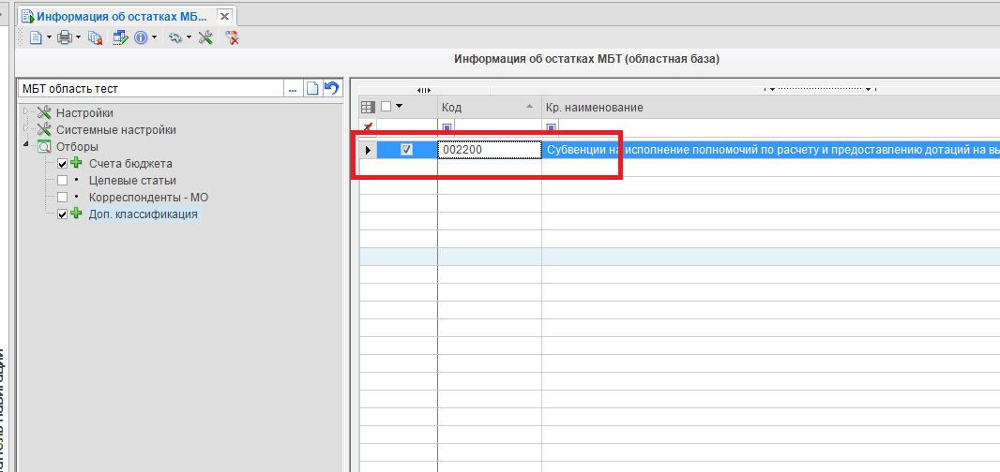 Информация об остатках МБ...
Информация об остатках МБТ (областная база)
МБТ область тест
...
Настройки
Системные настройки
Отборы
Счета бюджета
Целевые статьи
Корреспонденты - МО
Доп. классификация
Код
Кр. наименование
002200
Субвенции на исполнение полномочий по расчету и предоставлению дотаций на вы